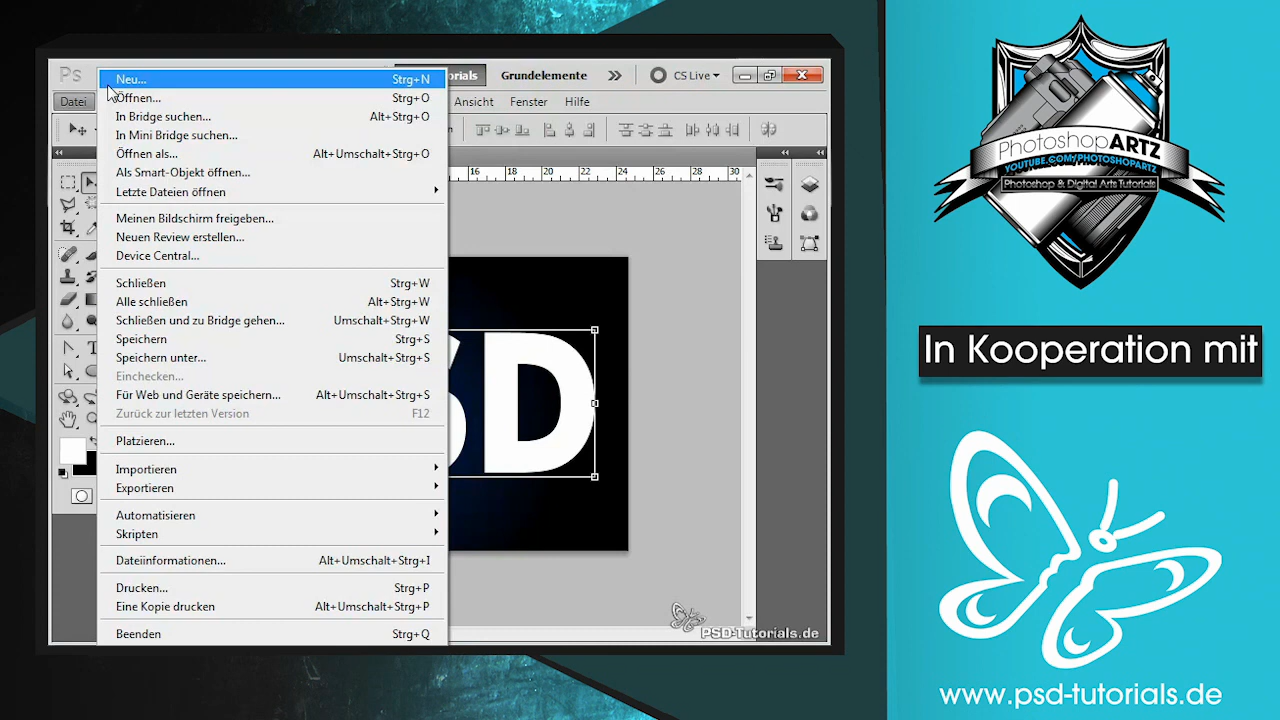 Ps
rials
Grundelemente
CS Live
Datei
Ansicht
Fenster
Hilfe
Neu... Strg+N
Öffnen... Strg+O
In Bridge suchen... Alt+Strg+O
In Mini Bridge suchen...
Öffnen als... Alt+Umschalt+Strg+O
Als Smart-Objekt öffnen...
Letzte Dateien öffnen
Meinen Bildschirm freigeben...
Neuen Review erstellen...
Device Central...
Schließen Strg+W
Alle schließen Alt+Strg+W
Schließen und zu Bridge gehen... Umschalt+Strg+W
Speichern Strg+S
Speichern unter... Umschalt+Strg+S
Einchecken...
Für Web und Geräte speichern... Alt+Umschalt+Strg+S
Zurück zur letzten Version F12
Platzieren...
Importieren
Exportieren
Automatisieren
Skripten
Dateiinformationen... Alt+Umschalt+Strg+I
Drucken... Strg+P
Eine Kopie drucken Alt+Umschalt+Strg+P
Beenden Strg+Q
16 18 20 22 24 26 28 30
SD
PSD-Tutorials.de
PhotoshopARTZ
YOUTUBE.COM/PHOTOSHOPARTZ
Photoshop & Digital Arts Tutorials
In Kooperation mit
www.psd-tutorials.de